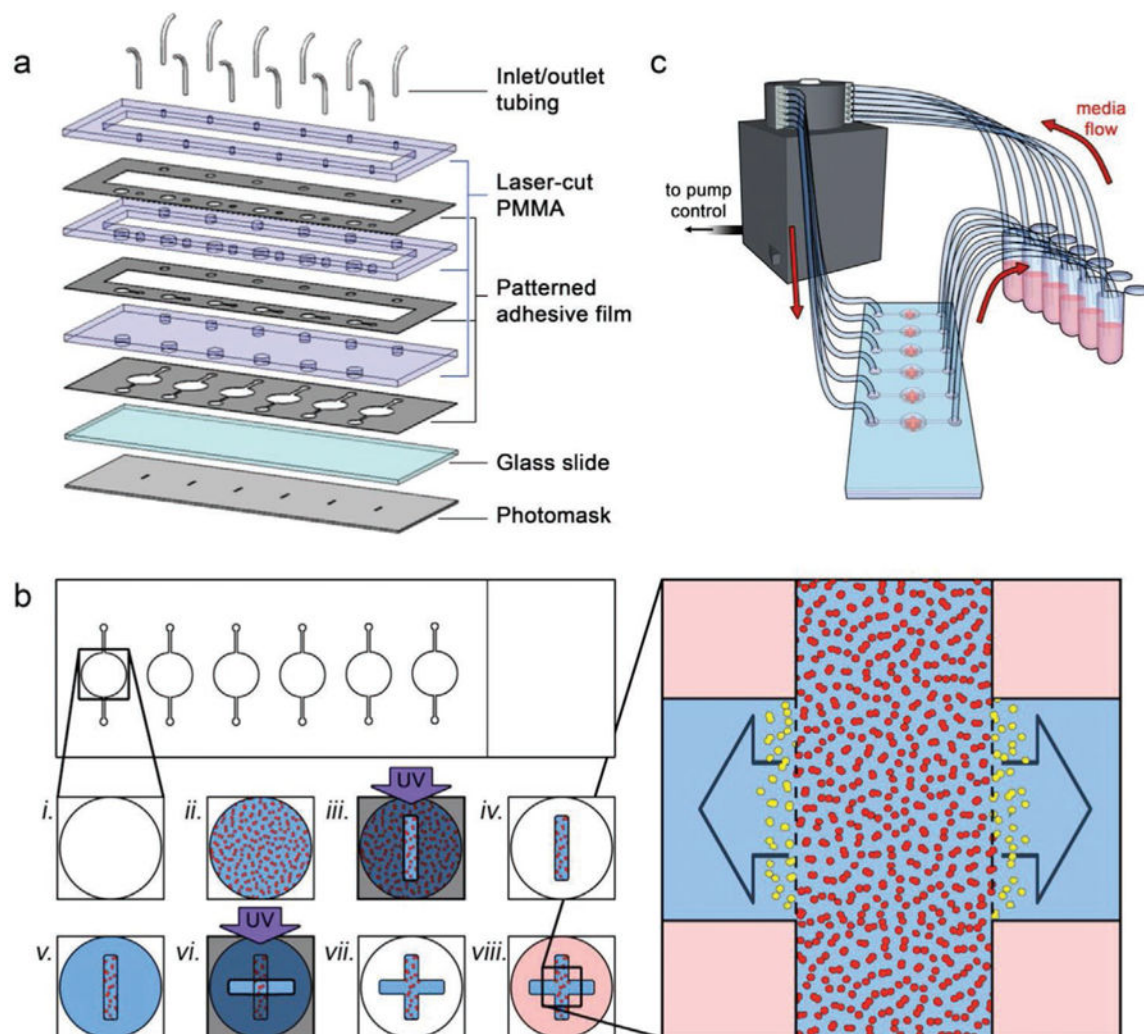 a
Inlet/outlet
tubing
Laser-cut
PMMA
Patterned
adhesive film
Glass slide
Photomask
c
media
flow
to pump
control
b
i.
ii.
UV
iii.
iv.
v.
UV
vi.
vii.
viii.